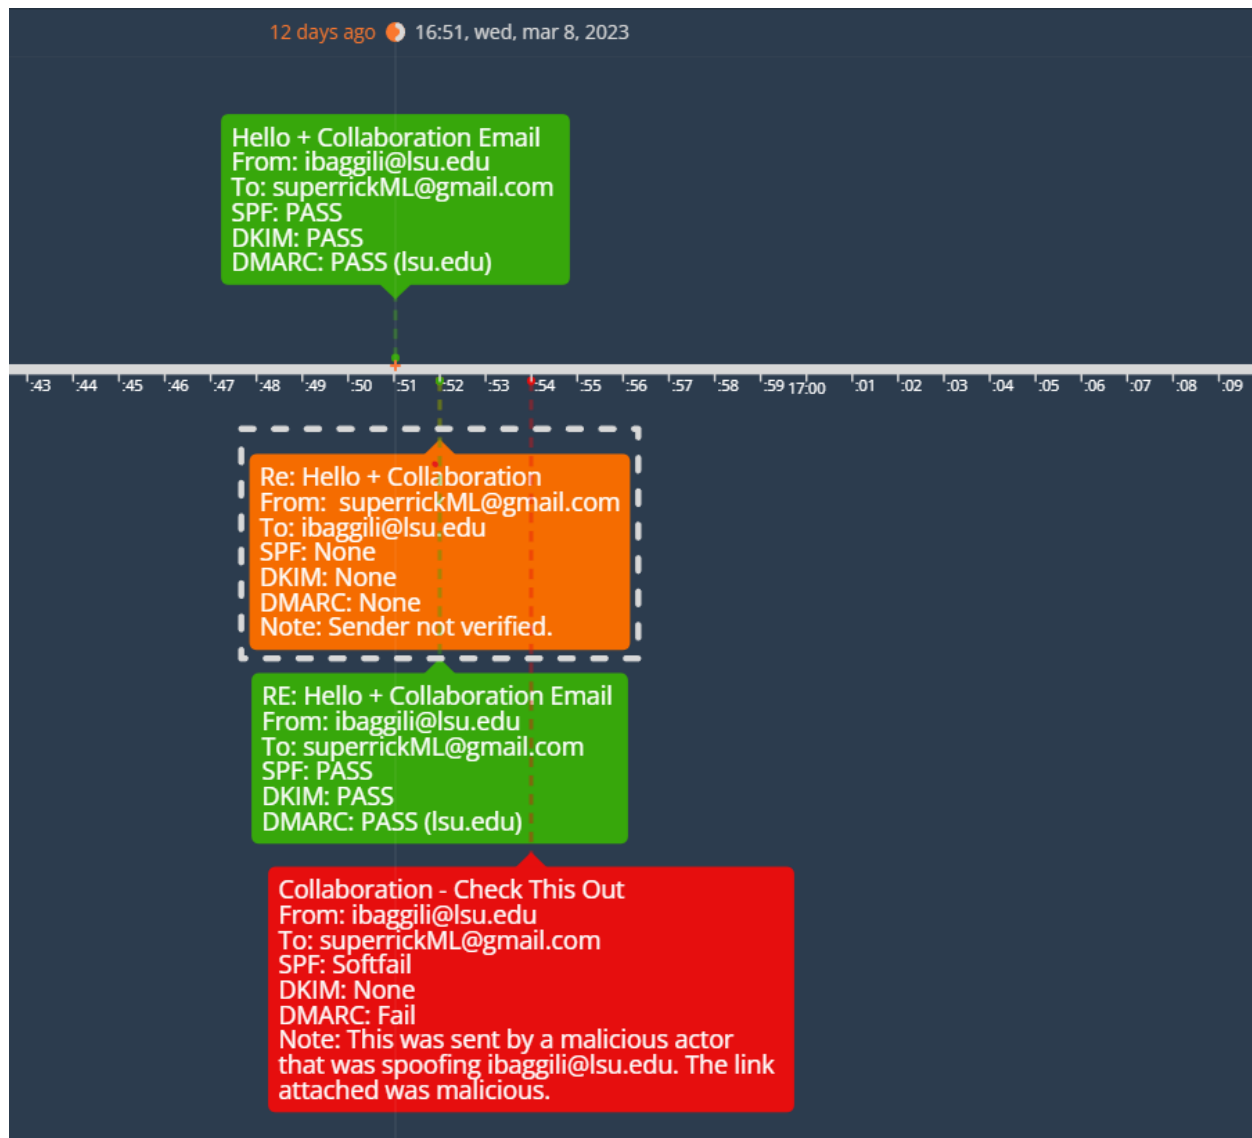 12 days ago 16:51, wed, mar 8, 2023
Hello + Collaboration Email
From: ibaggili@lsu.edu
To: superrickML@gmail.com
SPF: PASS
DKIM: PASS
DMARC: PASS (lsu.edu)
:43 :44 :45 :46 :47 :48 :49 :50 :51 :52 :53 :54 :55 :56 :57 :58 :59 17:00 :01 :02 :03 :04 :05 :06 :07 :08 :09
Re: Hello + Collaboration
From:  superrickML@gmail.com
To: ibaggili@lsu.edu
SPF: None
DKIM: None
DMARC: None
Note: Sender not verified.
RE: Hello + Collaboration Email
From: ibaggili@lsu.edu
To: superrickML@gmail.com
SPF: PASS
DKIM: PASS
DMARC: PASS (lsu.edu)
Collaboration - Check This Out
From: ibaggili@lsu.edu
To: superrickML@gmail.com
SPF: Softfail
DKIM: None
DMARC: Fail
Note: This was sent by a malicious actor
that was spoofing ibaggili@lsu.edu. The link
attached was malicious.